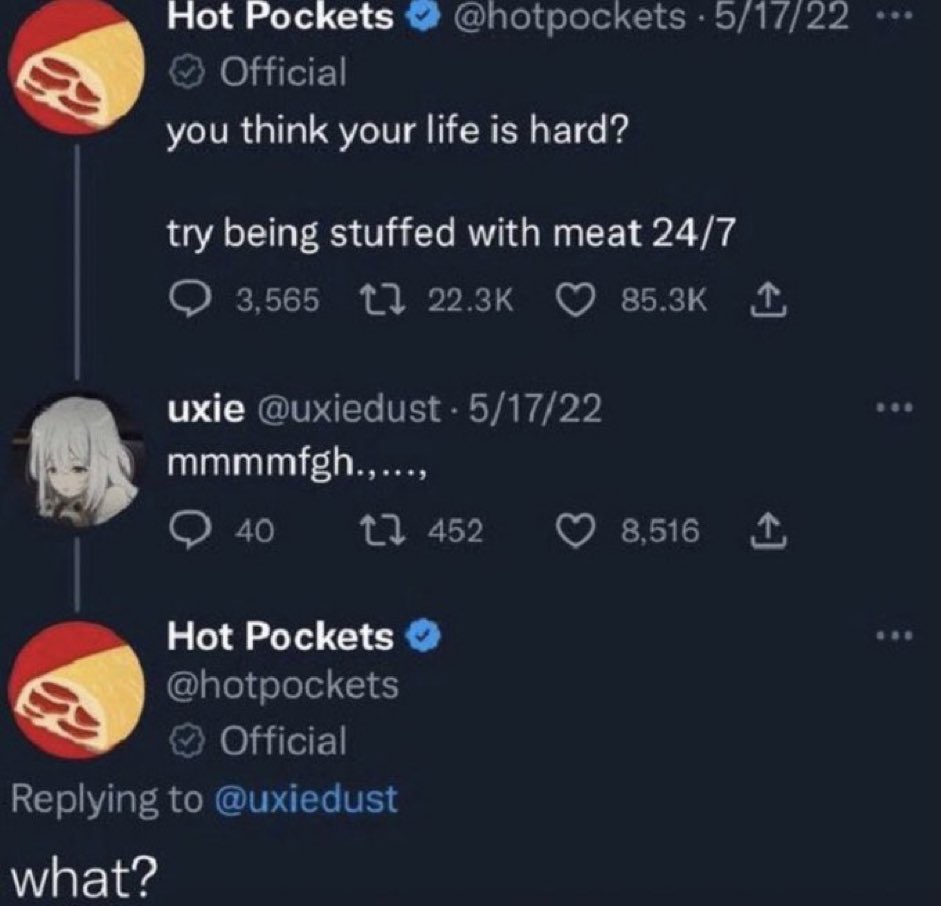 Hot Pockets @hotpockets · 5/17/22 ...
Official
you think your life is hard?
try being stuffed with meat 24/7
3,565 22.3K 85.3K
uxie @uxiedust · 5/17/22 ...
mmmmfgh.,...,
40 452 8,516
Hot Pockets ...
@hotpockets
Official
Replying to @uxiedust
what?